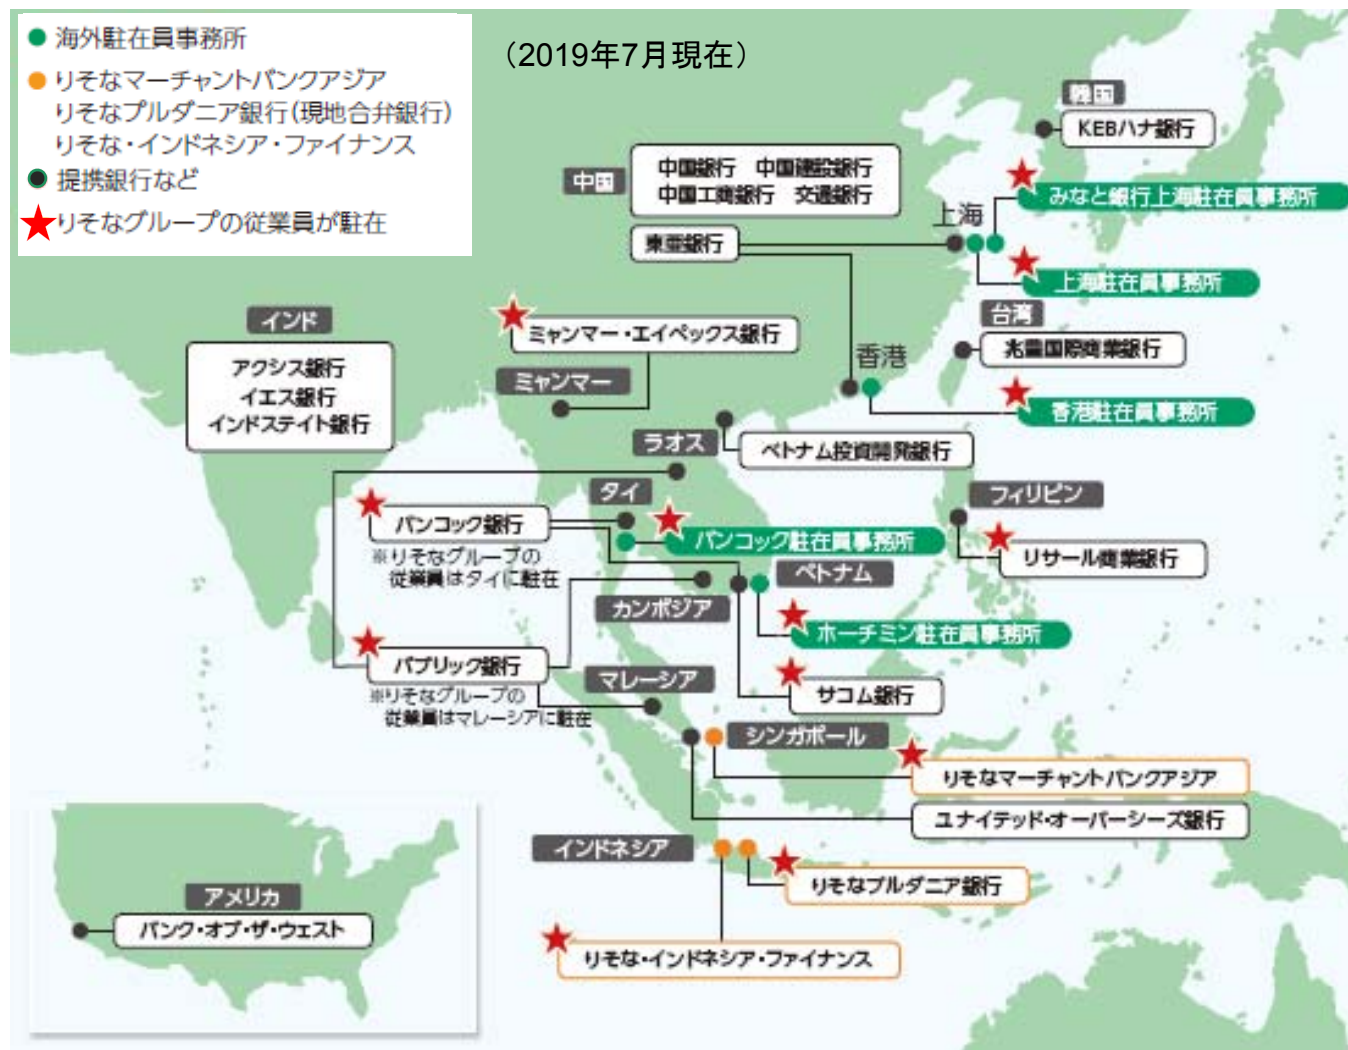 海外駐在員事務所
りそなマーチャントバンクアジア
りそなプルダニア銀行(現地合弁銀行)
りそな・インドネシア・ファイナンス
提携銀行など
りそなグループの従業員が駐在
（2019年7月現在）
韓国
KEBハナ銀行
中国
中国銀行 中国建設銀行
中国工商銀行 交通銀行
みなと銀行上海駐在員事務所
上海
東亜銀行
上海駐在員事務所
インド
アクシス銀行
イエス銀行
インドステイト銀行
ミャンマー・エイペックス銀行
ミャンマー
台湾
兆豊国際商業銀行
香港
香港駐在員事務所
ラオス
ベトナム投資開発銀行
タイ
バンコック銀行
※りそなグループの
従業員はタイに駐在
バンコック駐在員事務所
フィリピン
リサール商業銀行
ベトナム
カンボジア
ホーチミン駐在員事務所
パブリック銀行
※りそなグループの
従業員はマレーシアに駐在
マレーシア
サコム銀行
シンガポール
りそなマーチャントバンクアジア
ユナイテッド・オーバーシーズ銀行
インドネシア
りそなプルダニア銀行
りそな・インドネシア・ファイナンス
アメリカ
バンク・オブ・ザ・ウェスト